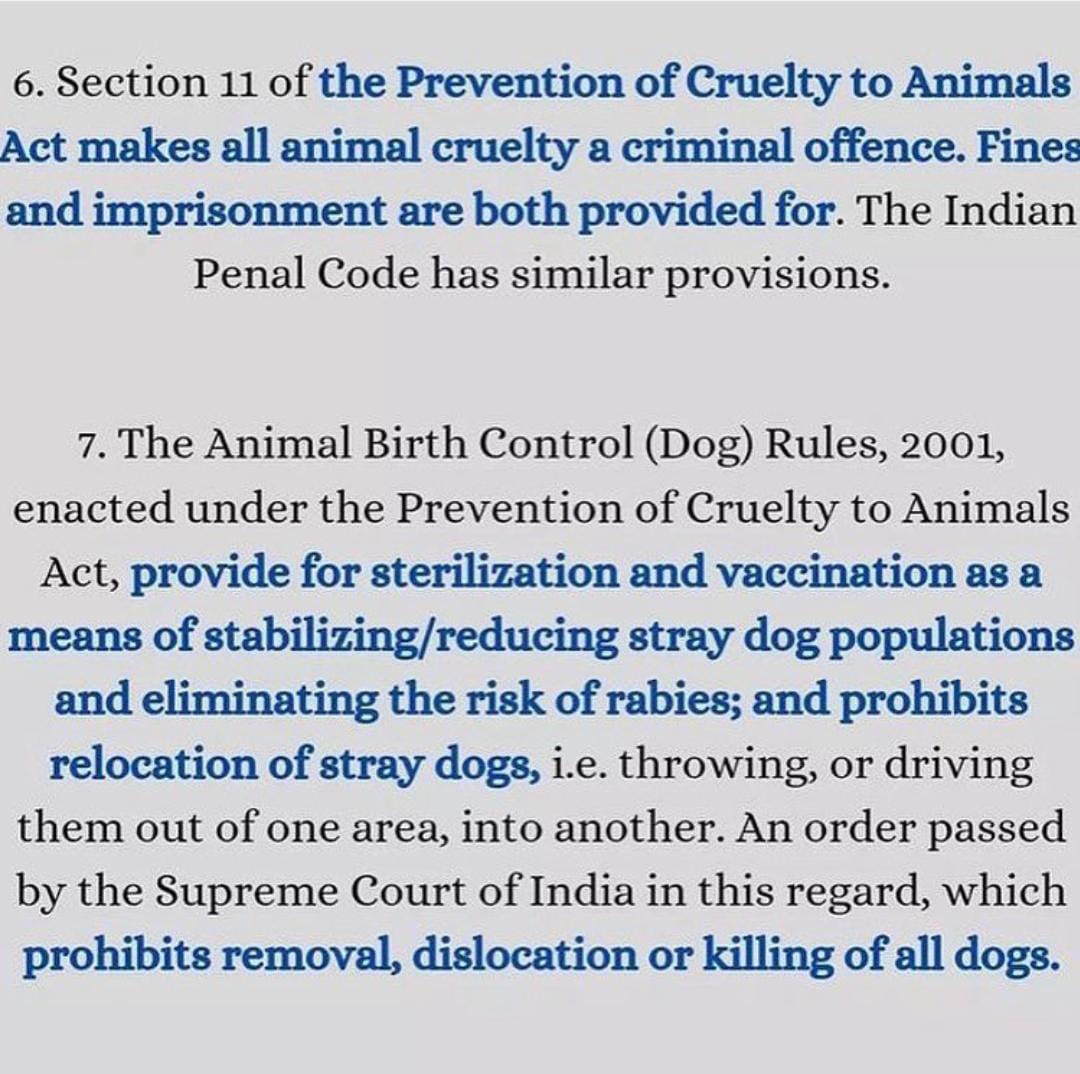 6. Section 11 of the Prevention of Cruelty to Animals
Act makes all animal cruelty a criminal offence. Fines
and imprisonment are both provided for. The Indian
Penal Code has similar provisions.
7. The Animal Birth Control (Dog) Rules, 2001,
enacted under the Prevention of Cruelty to Animals
Act, provide for sterilization and vaccination as a
means of stabilizing/reducing stray dog populations
and eliminating the risk of rabies; and prohibits
relocation of stray dogs, i.e. throwing, or driving
them out of one area, into another. An order passed
by the Supreme Court of India in this regard, which
prohibits removal, dislocation or killing of all dogs.